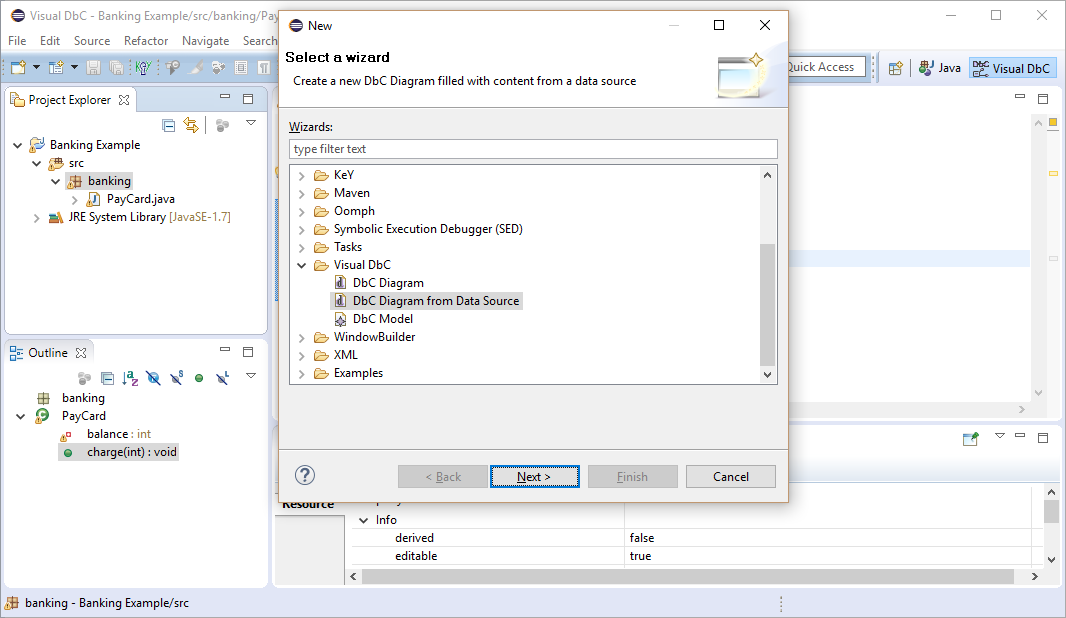 Visual DbC - Banking Example/src/banking/Pay
File Edit Source Refactor Navigate Search
Quick Access
Java
Visual DbC
Project Explorer
Banking Example
src
banking
PayCard.java
JRE System Library [JavaSE-1.7]
Outline
banking
PayCard
balance : int
charge(int) : void
New
Select a wizard
Create a new DbC Diagram filled with content from a data source
Wizards:
type filter text
KeY
Maven
Oomph
Symbolic Execution Debugger (SED)
Tasks
Visual DbC
DbC Diagram
DbC Diagram from Data Source
DbC Model
WindowBuilder
XML
Examples
< Back
Next >
Finish
Cancel
Resource
Info
derived false
editable true
banking - Banking Example/src